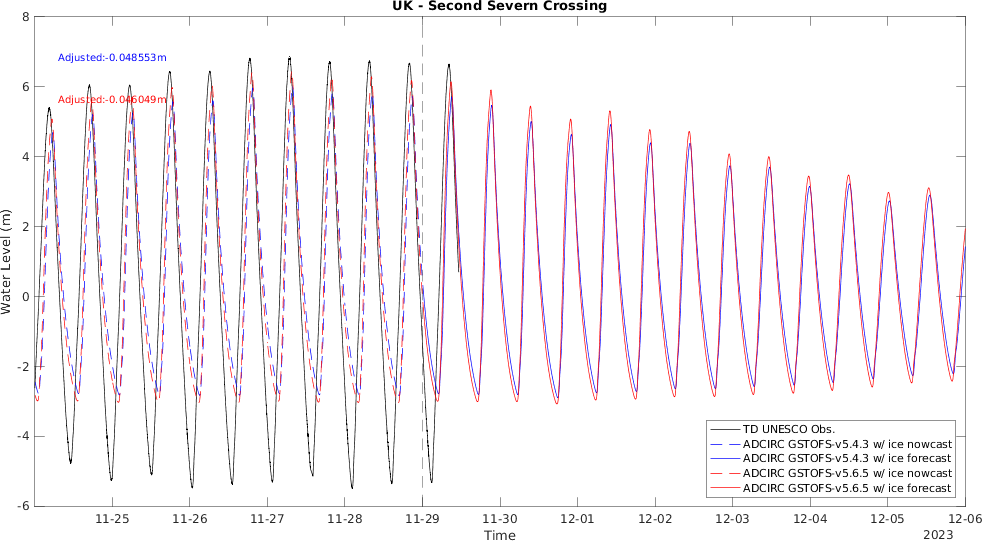 UK - Second Severn Crossing
8
6
4
2
0
-2
-4
-6
Water Level (m)
Adjusted:-0.048553m
Adjusted:-0.046049m
TD UNESCO Obs.
ADCIRC GSTOFS-v5.4.3 w/ ice nowcast
ADCIRC GSTOFS-v5.4.3 w/ ice forecast
ADCIRC GSTOFS-v5.6.5 w/ ice nowcast
ADCIRC GSTOFS-v5.6.5 w/ ice forecast
11-25 11-26 11-27 11-28 11-29 11-30 12-01 12-02 12-03 12-04 12-05 12-06
Time
2023